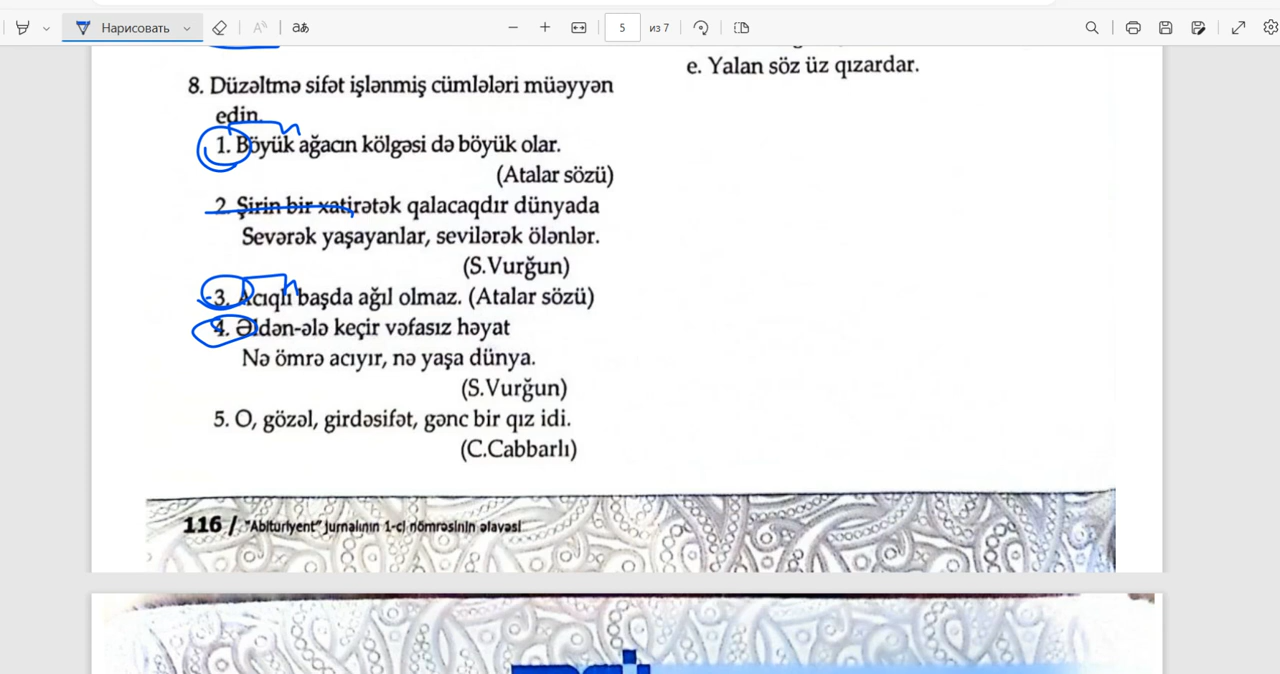 Нарисовать
5
из 7
e. Yalan söz üz qızardar.
8. Düzəltmə sifət işlənmiş cümlələri müəyyən
edin.
1. Böyük ağacın kölgəsi də böyük olar.
(Atalar sözü)
2. Şirin bir xatirətək qalacaqdır dünyada
Sevərək yaşayanlar, sevilərək ölənlər.
(S.Vurğun)
3. Acıqlı başda ağıl olmaz. (Atalar sözü)
4. Əldən-ələ keçir vəfasız həyat
Nə ömrə acıyır, nə yaşa dünya.
(S.Vurğun)
5. O, gözəl, girdəsifət, gənc bir qız idi.
(C.Cabbarlı)
116 / "Abituriyent" jurnalının 1-ci nömrəsinin əlavəsi